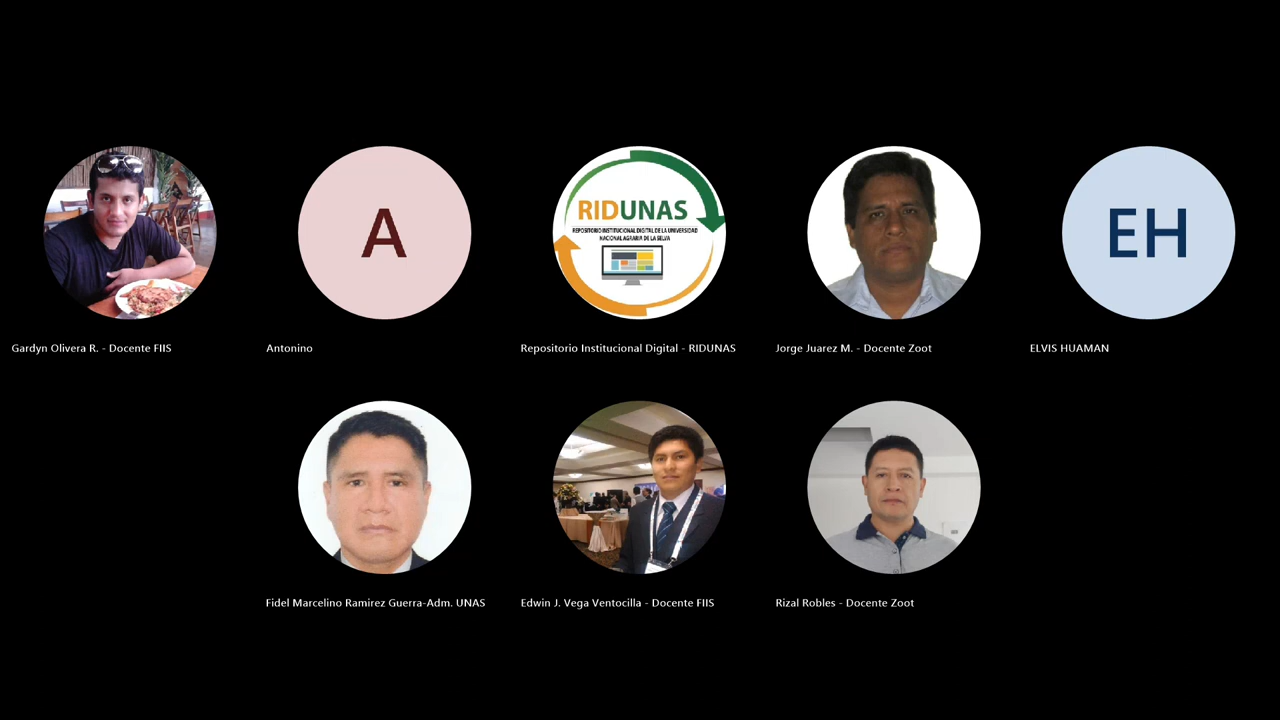 A
RIDUNAS
REPOSITORIO INSTITUCIONAL DIGITAL DE LA UNIVERSIDAD
NACIONAL AGRARIA DE LA SELVA
EH
Gardyn Olivera R. - Docente FIIS
Antonino
Repositorio Institucional Digital - RIDUNAS
Jorge Juarez M. - Docente Zoot
ELVIS HUAMAN
Fidel Marcelino Ramirez Guerra-Adm. UNAS
Edwin J. Vega Ventocilla - Docente FIIS
Rizal Robles - Docente Zoot